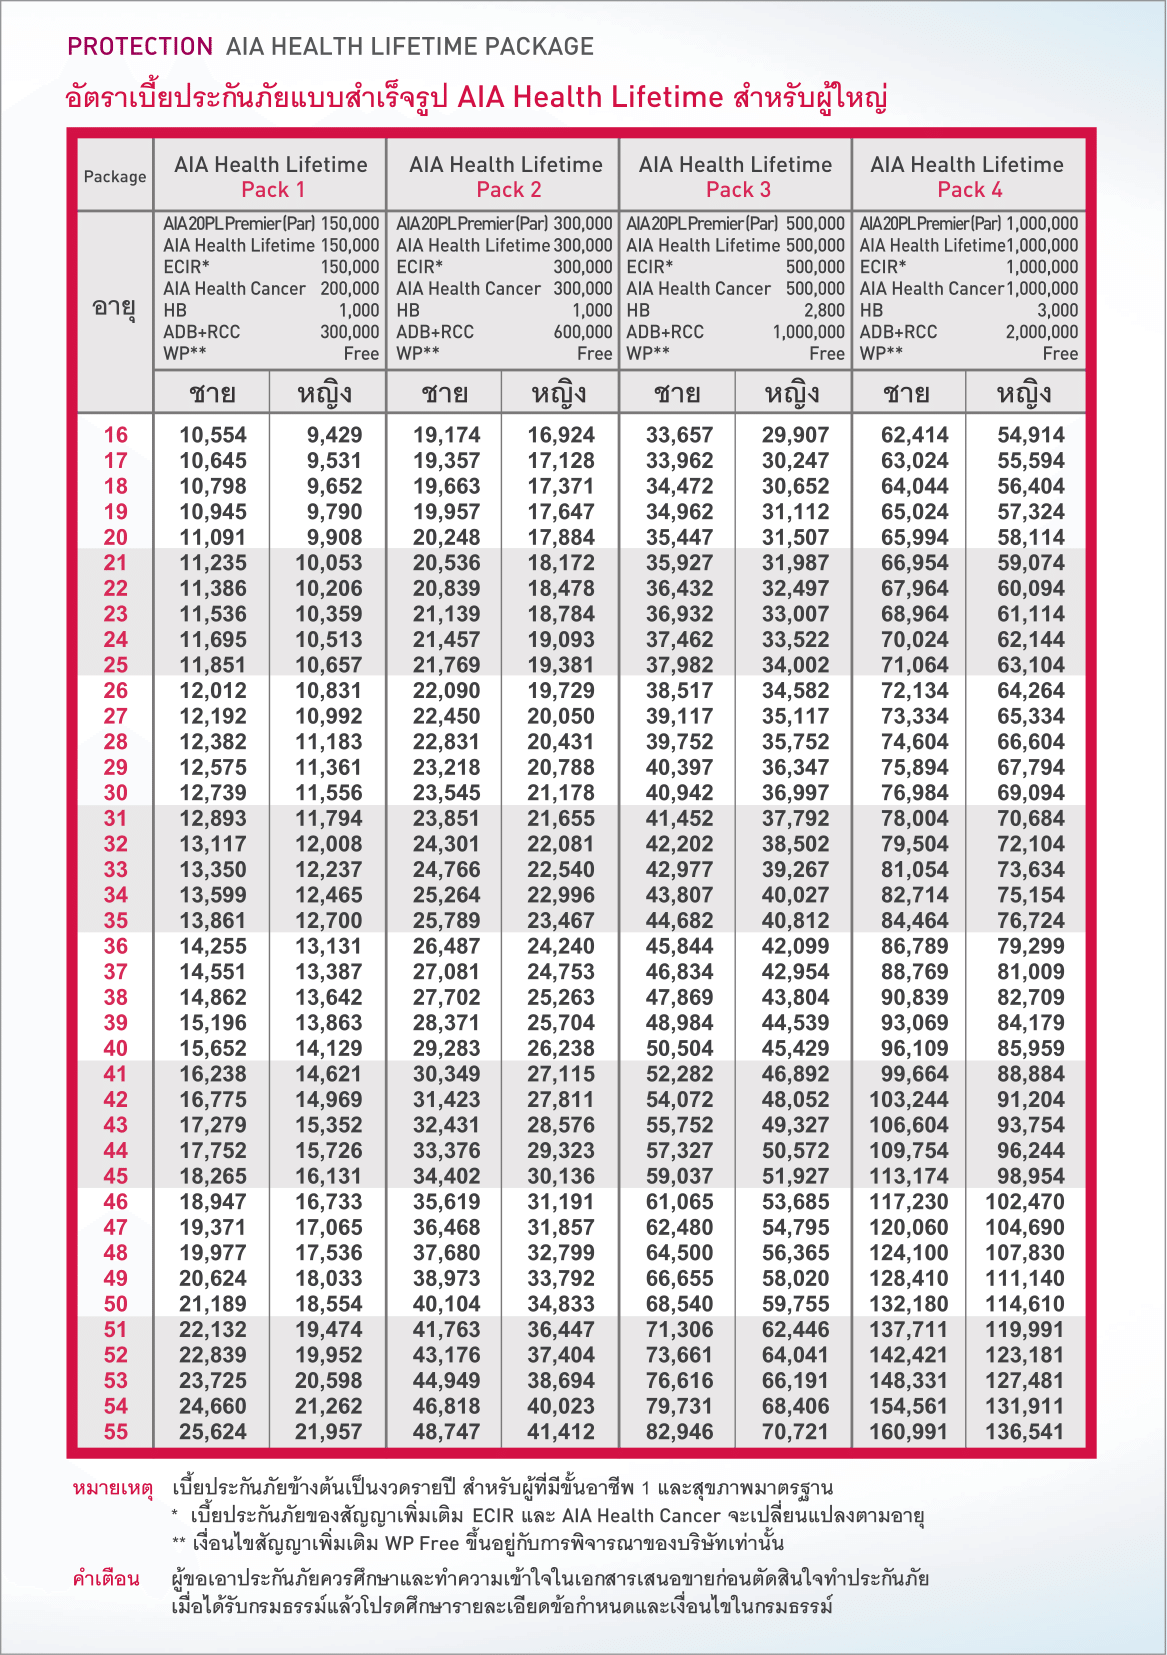 PROTECTION AIA HEALTH LIFETIME PACKAGE
อัตราเบี้ยประกันภัยแบบสำเร็จรูป AIA Health Lifetime สำหรับผู้ใหญ่
Package AIA Health Lifetime Pack 1 AIA Health Lifetime Pack 2 AIA Health Lifetime Pack 3 AIA Health Lifetime Pack 4
อายุ
AIA20PL Premier (Par) 150,000 AIA20PL Premier (Par) 300,000 AIA20PL Premier (Par) 500,000 AIA20PL Premier (Par) 1,000,000
AIA Health Lifetime 150,000 AIA Health Lifetime 300,000 AIA Health Lifetime 500,000 AIA Health Lifetime 1,000,000
ECIR* 150,000 ECIR* 300,000 ECIR* 500,000 ECIR* 1,000,000
AIA Health Cancer 200,000 AIA Health Cancer 300,000 AIA Health Cancer 500,000 AIA Health Cancer 1,000,000
HB 1,000 HB 1,000 HB 2,800 HB 3,000
ADB+RCC 300,000 ADB+RCC 600,000 ADB+RCC 1,000,000 ADB+RCC 2,000,000
WP** Free WP** Free WP** Free WP** Free
ชาย หญิง ชาย หญิง ชาย หญิง ชาย หญิง
16 10,554 9,429 19,174 16,924 33,657 29,907 62,414 54,914
17 10,645 9,531 19,357 17,128 33,962 30,247 63,024 55,594
18 10,798 9,652 19,663 17,371 34,472 30,652 64,044 56,404
19 10,945 9,790 19,957 17,647 34,962 31,112 65,024 57,324
20 11,091 9,908 20,248 17,884 35,447 31,507 65,994 58,114
21 11,235 10,053 20,536 18,172 35,927 31,987 66,954 59,074
22 11,386 10,206 20,839 18,478 36,432 32,497 67,964 60,094
23 11,536 10,359 21,139 18,784 36,932 33,007 68,964 61,114
24 11,695 10,513 21,457 19,093 37,462 33,522 70,024 62,144
25 11,851 10,657 21,769 19,381 37,982 34,002 71,064 63,104
26 12,012 10,831 22,090 19,729 38,517 34,582 72,134 64,264
27 12,192 10,992 22,450 20,050 39,117 35,117 73,334 65,334
28 12,382 11,183 22,831 20,431 39,752 35,752 74,604 66,604
29 12,575 11,361 23,218 20,788 40,397 36,347 75,894 67,794
30 12,739 11,556 23,545 21,178 40,942 36,997 76,984 69,094
31 12,893 11,794 23,851 21,655 41,452 37,792 78,004 70,684
32 13,117 12,008 24,301 22,081 42,202 38,502 79,504 72,104
33 13,350 12,237 24,766 22,540 42,977 39,267 81,054 73,634
34 13,599 12,465 25,264 22,996 43,807 40,027 82,714 75,154
35 13,861 12,700 25,789 23,467 44,682 40,812 84,464 76,724
36 14,255 13,131 26,487 24,240 45,844 42,099 86,789 79,299
37 14,551 13,387 27,081 24,753 46,834 42,954 88,769 81,009
38 14,862 13,642 27,702 25,263 47,869 43,804 90,839 82,709
39 15,196 13,863 28,371 25,704 48,984 44,539 93,069 84,179
40 15,652 14,129 29,283 26,238 50,504 45,429 96,109 85,959
41 16,238 14,621 30,349 27,115 52,282 46,892 99,664 88,884
42 16,775 14,969 31,423 27,811 54,072 48,052 103,244 91,204
43 17,279 15,352 32,431 28,576 55,752 49,327 106,604 93,754
44 17,752 15,726 33,376 29,323 57,327 50,572 109,754 96,244
45 18,265 16,131 34,402 30,136 59,037 51,927 113,174 98,954
46 18,947 16,733 35,619 31,191 61,065 53,685 117,230 102,470
47 19,371 17,065 36,468 31,857 62,480 54,795 120,060 104,690
48 19,977 17,536 37,680 32,799 64,500 56,365 124,100 107,830
49 20,624 18,033 38,973 33,792 66,655 58,020 128,410 111,140
50 21,189 18,554 40,104 34,833 68,540 59,755 132,180 114,610
51 22,132 19,474 41,763 36,447 71,306 62,446 137,711 119,991
52 22,839 19,952 43,176 37,404 73,661 64,041 142,421 123,181
53 23,725 20,598 44,949 38,694 76,616 66,191 148,331 127,481
54 24,660 21,262 46,818 40,023 79,731 68,406 154,561 131,911
55 25,624 21,957 48,747 41,412 82,946 70,721 160,991 136,541
หมายเหตุ เบี้ยประกันภัยข้างต้นเป็นงวดรายปี สำหรับผู้ที่มีขั้นอาชีพ 1 และสุขภาพมาตรฐาน
* เบี้ยประกันภัยของสัญญาเพิ่มเติม ECIR และ AIA Health Cancer จะเปลี่ยนแปลงตามอายุ
** เงื่อนไขสัญญาเพิ่มเติม WP Free ขึ้นอยู่กับการพิจารณาของบริษัทเท่านั้น
คำเตือน ผู้ขอเอาประกันภัยควรศึกษาและทำความเข้าใจในเอกสารเสนอขายก่อนตัดสินใจทำประกันภัย
เมื่อได้รับกรมธรรม์แล้วโปรดศึกษารายละเอียดข้อกำหนดและเงื่อนไขในกรมธรรม์